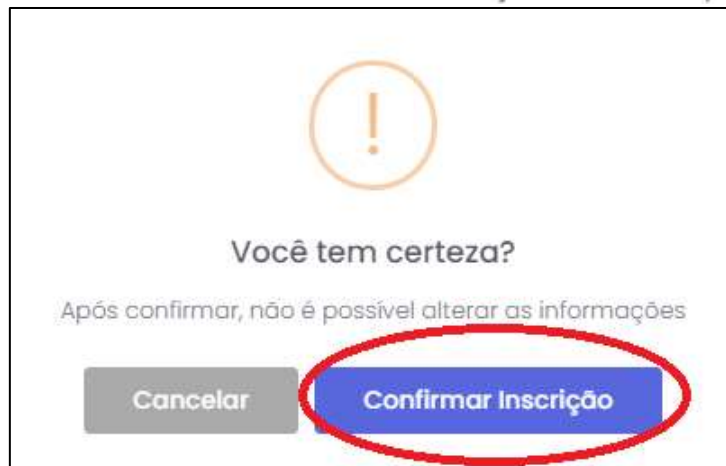 Você tem certeza?
Após confirmar, não é possível alterar as informações
Cancelar Confirmar Inscrição